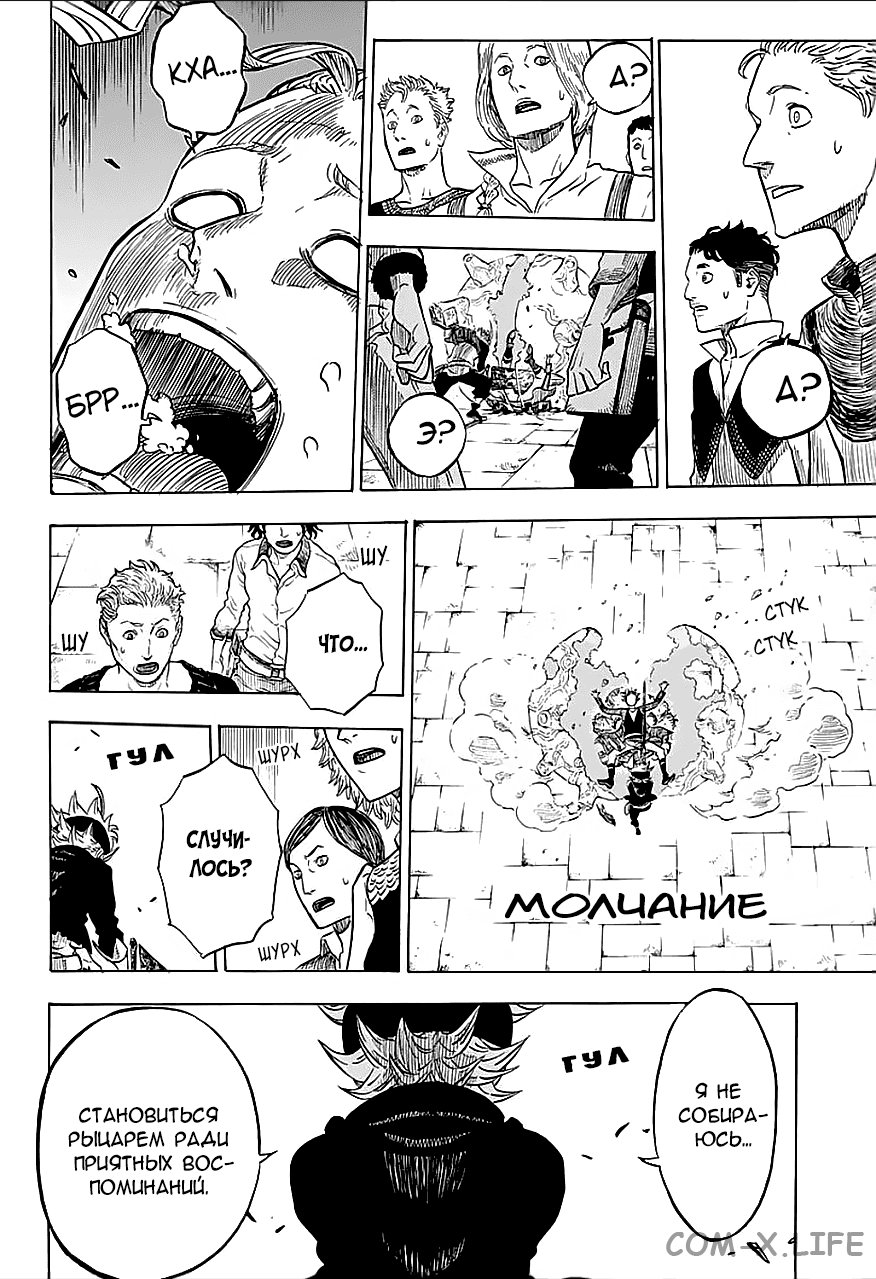 А?
А?
Э?
КХА...
БРР...
СТУК
СТУК
МОЛЧАНИЕ
ШУ
ЧТО...
ШУ
ШУРХ
СЛУЧИ-
ЛОСЬ?
ШУРХ
ГУЛ
Я НЕ
СОБИРА-
ЮСЬ...
ГУЛ
СТАНОВИТЬСЯ
РЫЦАРЕМ РАДИ
ПРИЯТНЫХ ВОС-
ПОМИНАНИЙ.
COM-X.LIFE